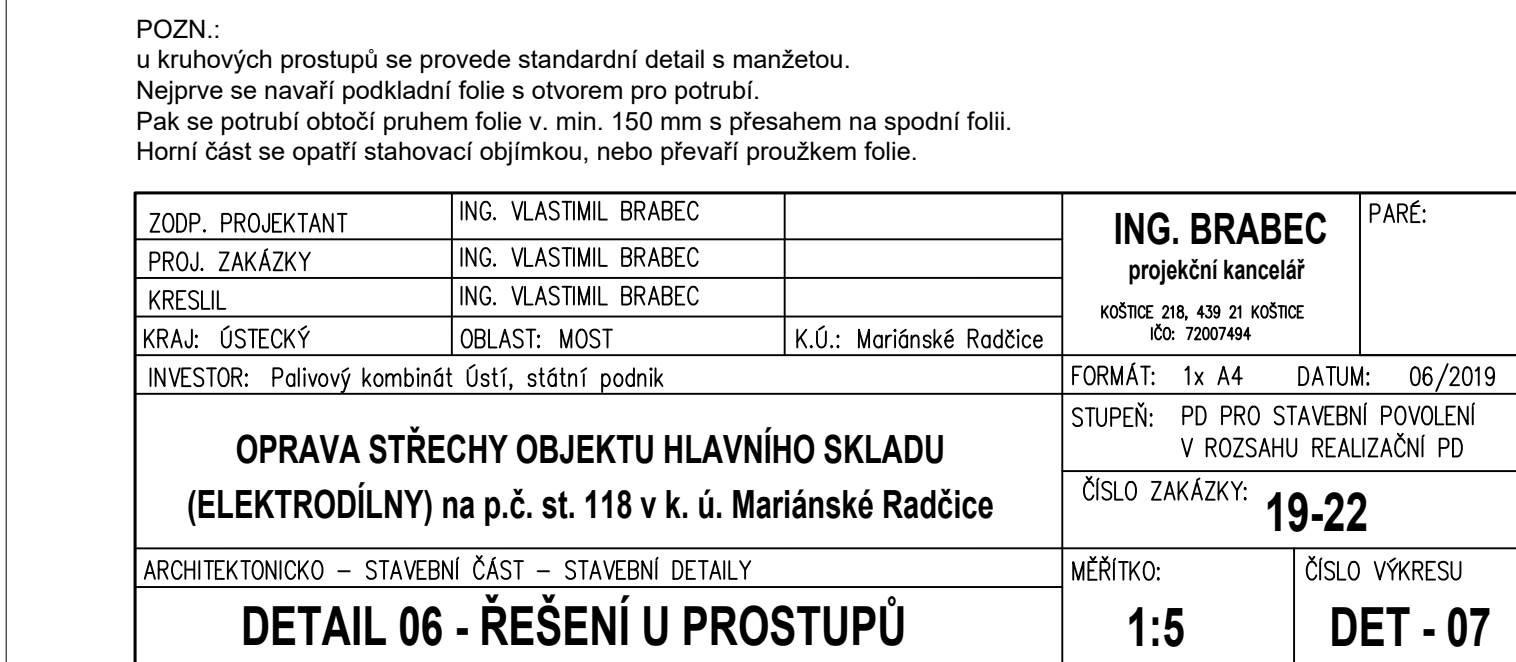 POZN.:
u kruhových prostupů se provede standardní detail s manžetou.
Nejprve se navaří podkladní folie s otvorem pro potrubí.
Pak se potrubí obtočí pruhem folie v. min. 150 mm s přesahem na spodní folii.
Horní část se opatří stahovací objímkou, nebo převaří proužkem folie.
ZODP. PROJEKTANT
ING. VLASTIMIL BRABEC
PROJ. ZAKÁZKY
ING. VLASTIMIL BRABEC
KRESLIL
ING. VLASTIMIL BRABEC
KRAJ: ÚSTECKÝ
OBLAST: MOST
K.Ú.: Mariánské Radčice
ING. BRABEC
projekční kancelář
KOŠTICE 218, 439 21 KOŠTICE
IČO: 72007494
PARÉ:
INVESTOR: Palivový kombinát Ústí, státní podnik
FORMÁT: 1x A4 DATUM: 06/2019
OPRAVA STŘECHY OBJEKTU HLAVNÍHO SKLADU
(ELEKTRODÍLNY) na p.č. st. 118 v k. ú. Mariánské Radčice
STUPEŇ: PD PRO STAVEBNÍ POVOLENÍ
V ROZSAHU REALIZAČNÍ PD
ČÍSLO ZAKÁZKY: 19-22
ARCHITEKTONICKO – STAVEBNÍ ČÁST – STAVEBNÍ DETAILY
DETAIL 06 - ŘEŠENÍ U PROSTUPŮ
MĚŘÍTKO:
1:5
ČÍSLO VÝKRESU
DET - 07